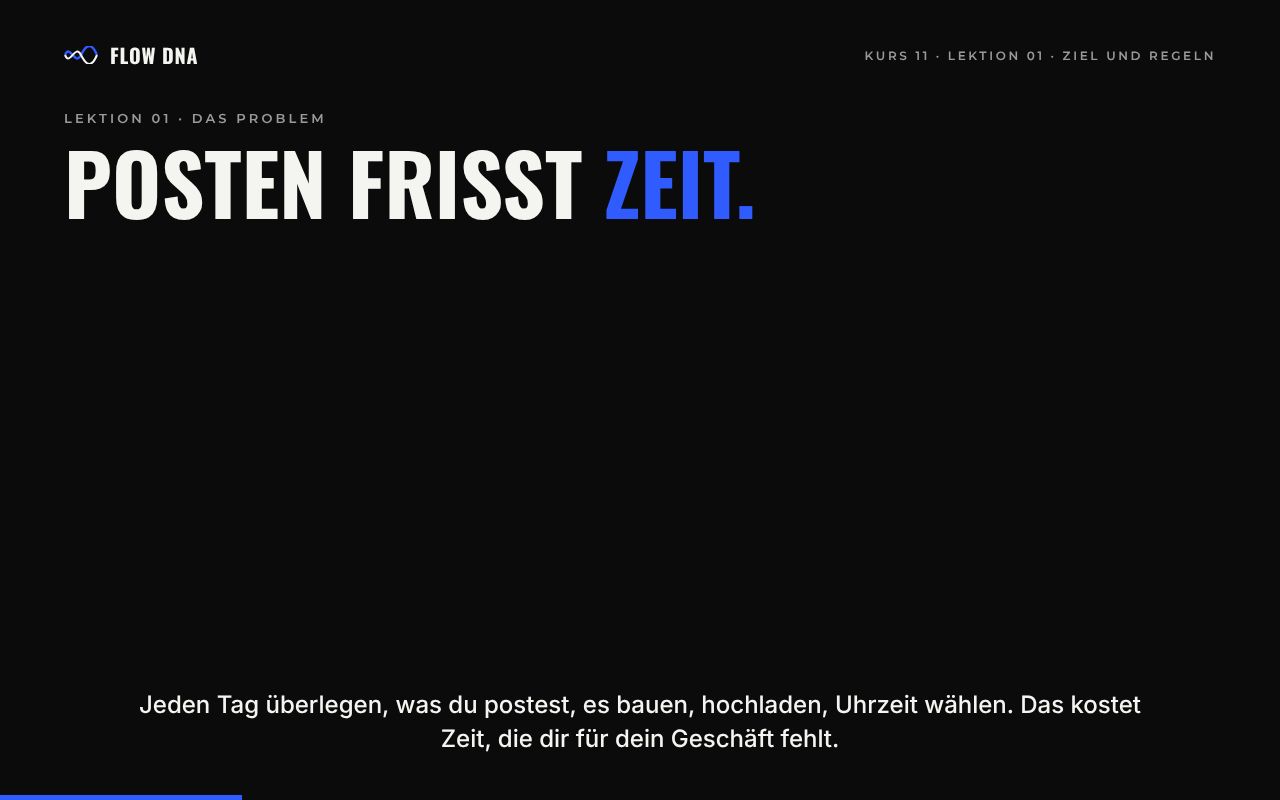 FLOW DNA
KURS 11 · LEKTION 01 · ZIEL UND REGELN
LEKTION 01 · DAS PROBLEM
POSTEN FRISST ZEIT.
Jeden Tag überlegen, was du postest, es bauen, hochladen, Uhrzeit wählen. Das kostet
Zeit, die dir für dein Geschäft fehlt.